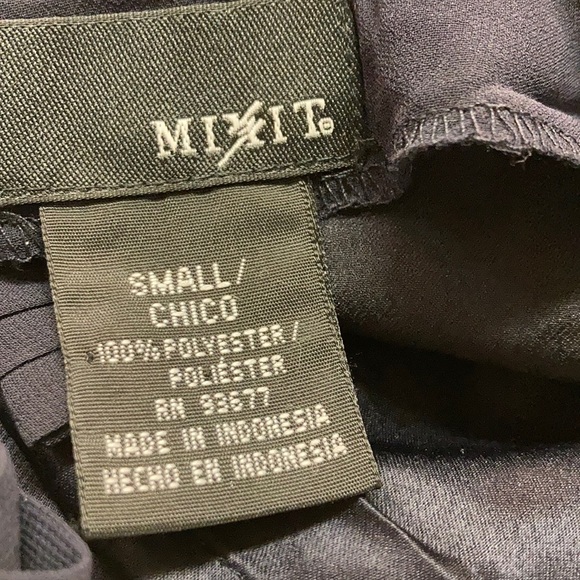 MIXIT®
SMALL/
CHICO
100% POLYESTER/
POLIÉSTER
RN 93677
MADE IN INDONESIA
HECHO EN INDONESIA